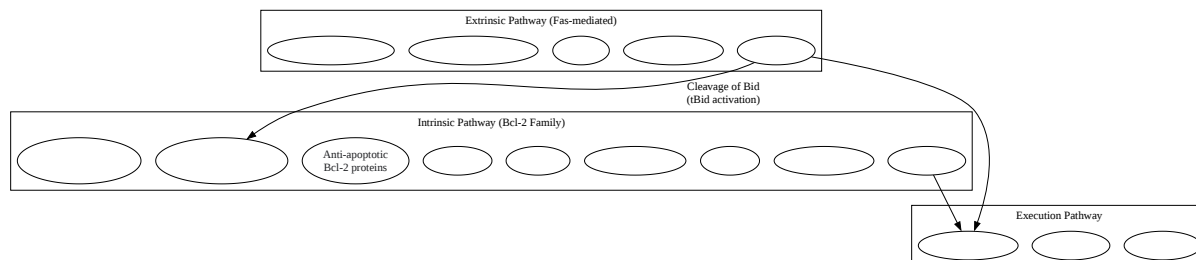 Extrinsic Pathway (Fas-mediated)
Cleavage of Bid
(tBid activation)
Intrinsic Pathway (Bcl-2 Family)
Anti-apoptotic
Bcl-2 proteins
Execution Pathway